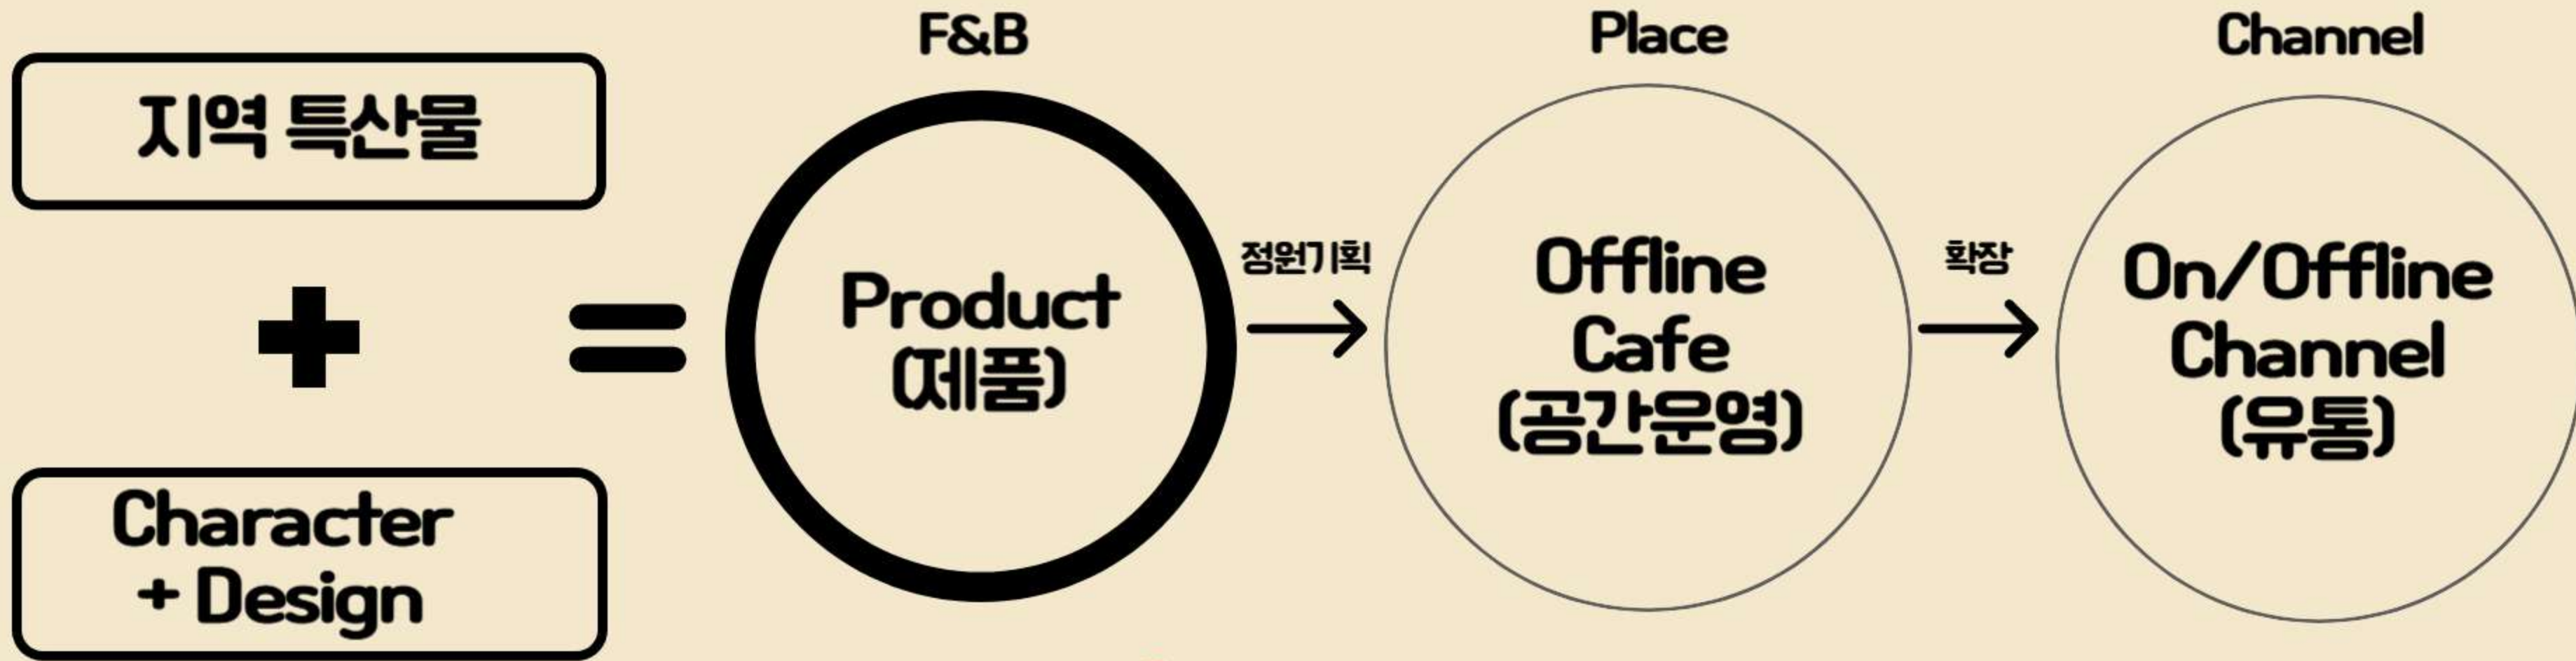 지역 특산물
+
Character
+ Design
=
F&B
Product
(제품)
정원기획
Place
Offline
Cafe
(공간운영)
확장
Channel
On/Offline
Channel
(유통)